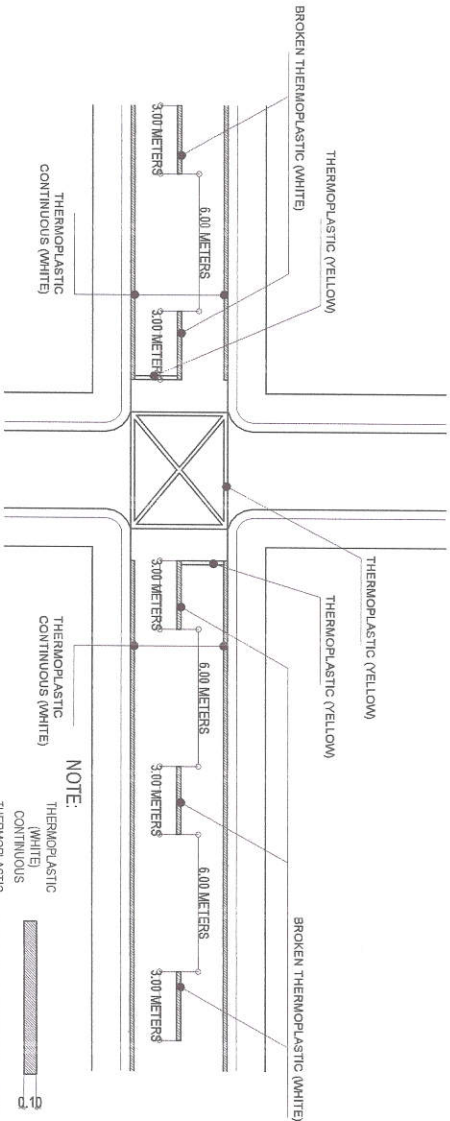 BROKEN THERMOPLASTIC (WHITE)
THERMOPLASTIC (YELLOW)
3.00 METERS
6.00 METERS
3.00 METERS
THERMOPLASTIC
CONTINUOUS (WHITE)
THERMOPLASTIC (YELLOW)
THERMOPLASTIC (YELLOW)
BROKEN THERMOPLASTIC (WHITE)
3.00 METERS
6.00 METERS
3.00 METERS
6.00 METERS
3.00 METERS
THERMOPLASTIC
CONTINUOUS (WHITE)
NOTE:
THERMOPLASTIC
(WHITE)
CONTINUOUS
THERMOPLASTIC
0.10